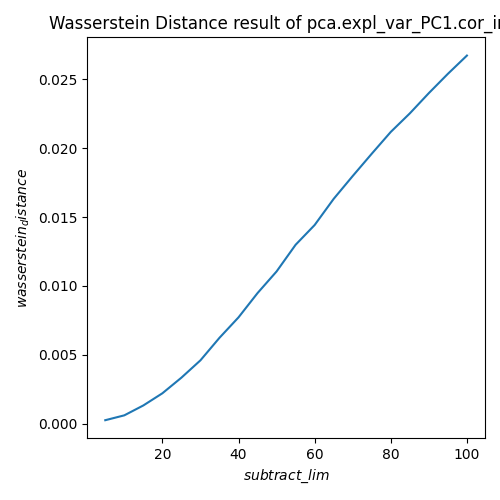 Wasserstein Distance result of pca.expl_var_PC1.cor_in
0.025
0.020
0.015
0.010
0.005
0.000
wasserstein_distance
20 40 60 80 100
subtract_lim